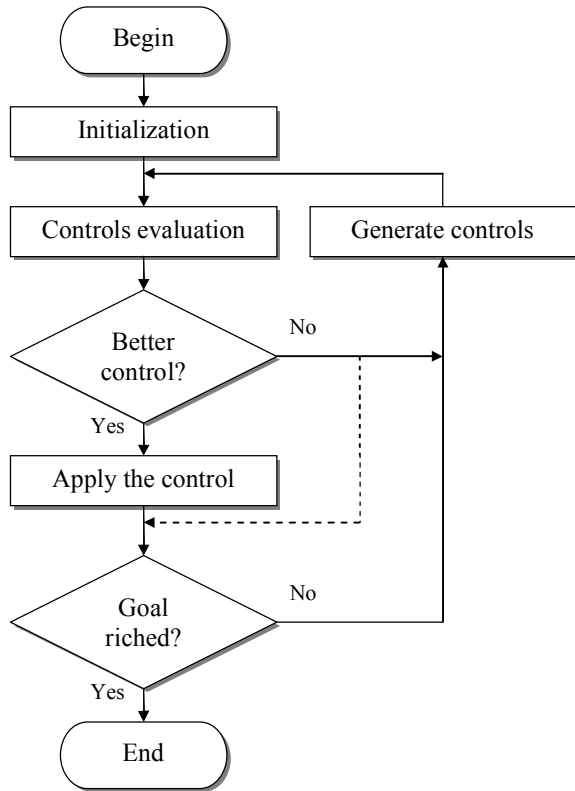 Begin
Initialization
Controls evaluation
Generate controls
No
Better
control?
Yes
Apply the control
No
Goal
riched?
Yes
End